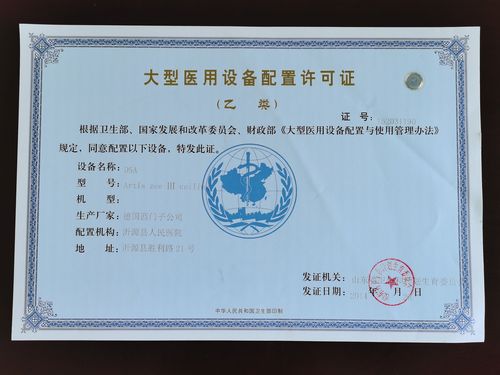 大型医用设备配置许可证
（乙 类）
证 号：
根据卫生部、国家发展和改革委员会、财政部《大型医用设备配置与使用管理办法》
规定，同意配置以下设备，特发此证。
设备名称：DSA
型 号：Artis zee III ceiling
机 型：
生产厂家：德国西门子公司
配置机构：沂源县人民医院
地 址：沂源县胜利路21号
发证机关：山东
发证日期： 年 月 日
中华人民共和国卫生部印制